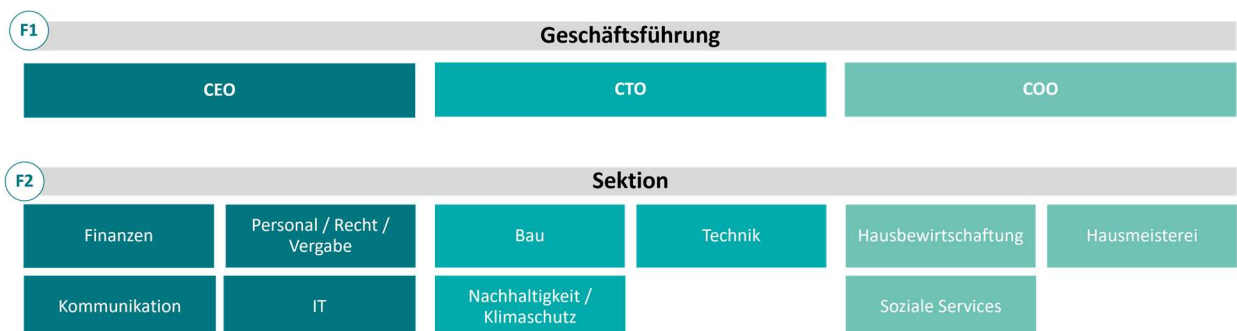 F1
Geschäftsführung
CEO
CTO
COO
F2
Sektion
Finanzen
Personal / Recht /
Vergabe
Bau
Technik
Hausbewirtschaftung
Hausmeisterei
Kommunikation
IT
Nachhaltigkeit /
Klimaschutz
Soziale Services